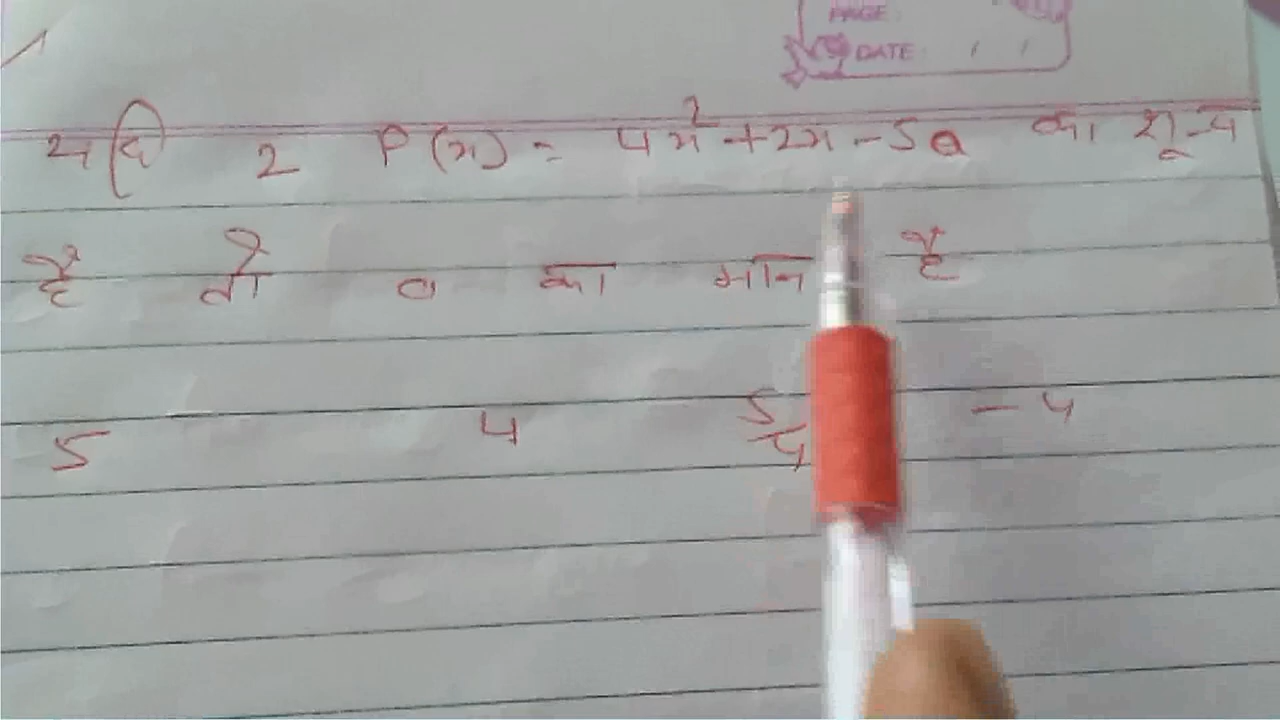 PAGE:
DATE: / /
यदि 2 P(x) = 4x² + 2x - 5a का शून्य
है तो a का मान है
5 4 5/4 - 4